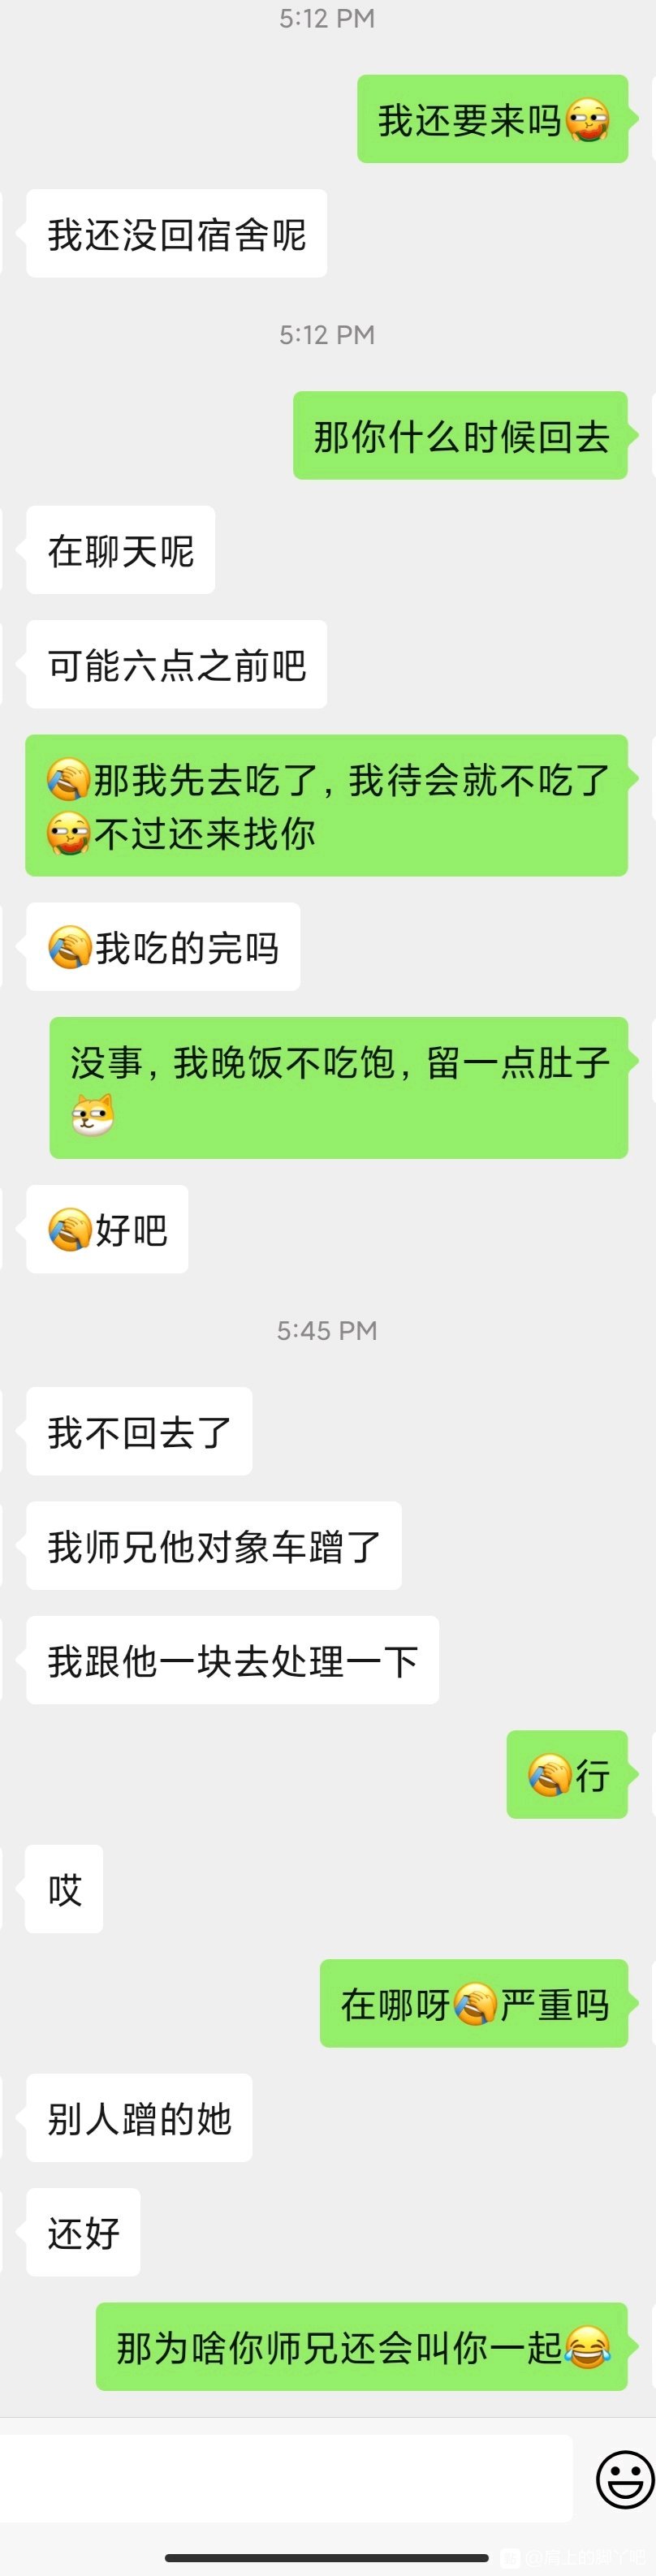 5:12 PM
我还要来吗
我还没回宿舍呢
5:12 PM
那你什么时候回去
在聊天呢
可能六点之前吧
那我先去吃了，我待会就不吃了
不过还来找你
我吃的完吗
没事，我晚饭不吃饱，留一点肚子
好吧
5:45 PM
我不回去了
我师兄他对象车蹭了
我跟他一块去处理一下
行
哎
在哪呀严重吗
别人蹭的她
还好
那为啥你师兄还会叫你一起